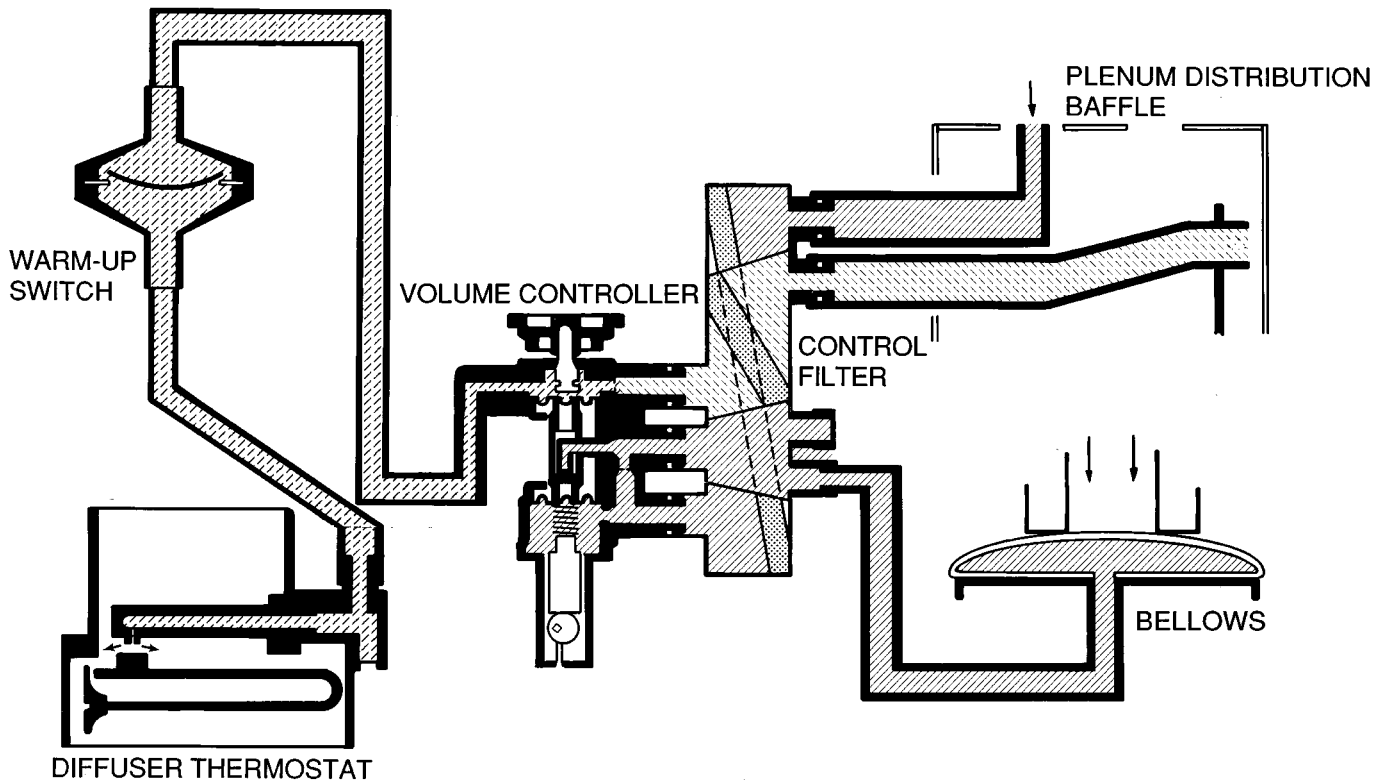 PLENUM DISTRIBUTION
BAFFLE
WARM-UP
SWITCH
VOLUME CONTROLLER
CONTROL
FILTER
BELLOWS
DIFFUSER THERMOSTAT